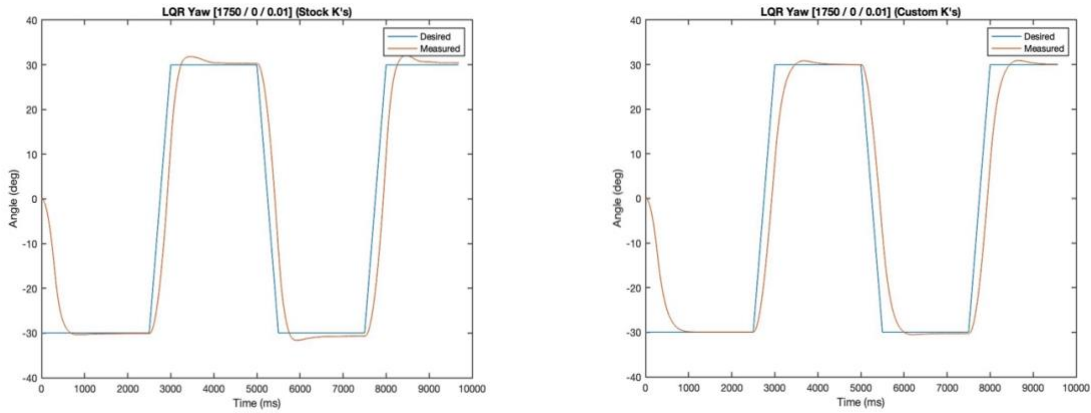 LQR Yaw [1750 / 0 / 0.01] (Stock K's)
40
30
20
10
0
-10
-20
-30
-40
Angle (deg)
Desired
Measured
0 1000 2000 3000 4000 5000 6000 7000 8000 9000 10000
Time (ms)
LQR Yaw [1750 / 0 / 0.01] (Custom K's)
40
30
20
10
0
-10
-20
-30
-40
Angle (deg)
Desired
Measured
0 1000 2000 3000 4000 5000 6000 7000 8000 9000 10000
Time (ms)